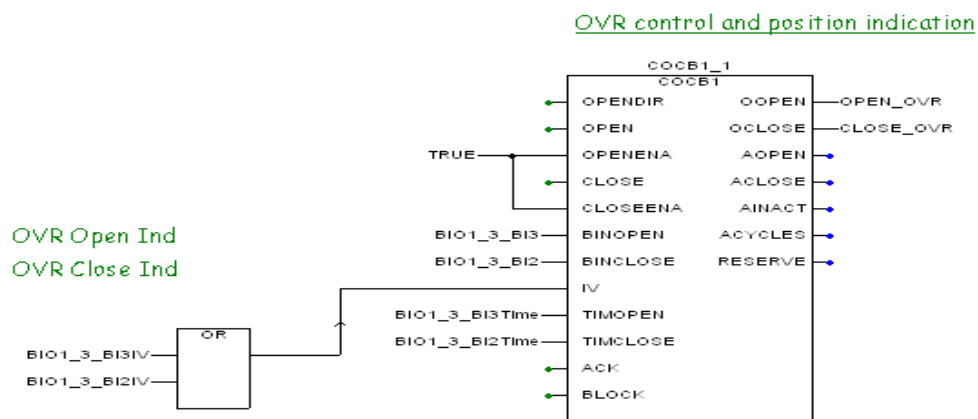 OVR control and position indication
COCB1_1
COCB1
OPENDIR OOPEN OPEN_OVR
OPEN OCLOSE CLOSE_OVR
TRUE OPENENA AOPEN
CLOSE ACLOSE
CLOSEENA AINACT
OVR Open Ind
BIO1_3_BI3 BINOPEN ACYCLES
OVR Close Ind
BIO1_3_BI2 BINCLOSE RESERVE
IV
BIO1_3_BI3Time TIMOPEN
OR
BIO1_3_BI2Time TIMCLOSE
BIO1_3_BI3IV
ACK
BIO1_3_BI2IV
BLOCK